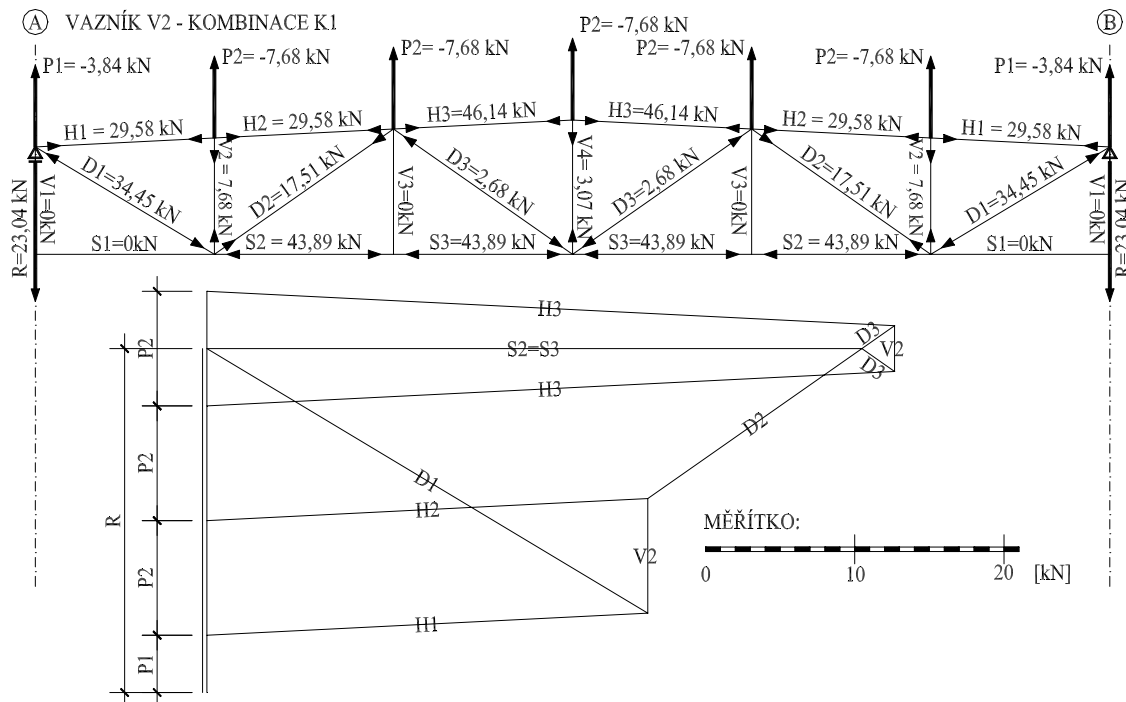 A VAZNÍK V2 - KOMBINACE K1 B
P2= -7,68 kN
P2= -7,68 kN
P2= -7,68 kN
P1= -3,84 kN
P2= -7,68 kN
P2= -7,68 kN
P1= -3,84 kN
H1 = 29,58 kN
H2 = 29,58 kN
H3=46,14 kN
H3=46,14 kN
H2 = 29,58 kN
H1 = 29,58 kN
R=23,04 kN
V1=0kN
D1=34,45 kN
V2 = 7,68 kN
D2=17,51 kN
V3=0kN
D3=2,68 kN
V4= 3,07 kN
D3=2,68 kN
V3=0kN
D2=17,51 kN
V2 = 7,68 kN
D1=34,45 kN
V1=0kN
R=23,04 kN
S1=0kN
S2 = 43,89 kN
S3=43,89 kN
S3=43,89 kN
S2 = 43,89 kN
S1=0kN
H3
D3
P2
S2=S3
V2
D3
H3
D2
P2
D1
H2
R
MĚŘÍTKO:
V2
P2
0 10 20 [kN]
H1
P1